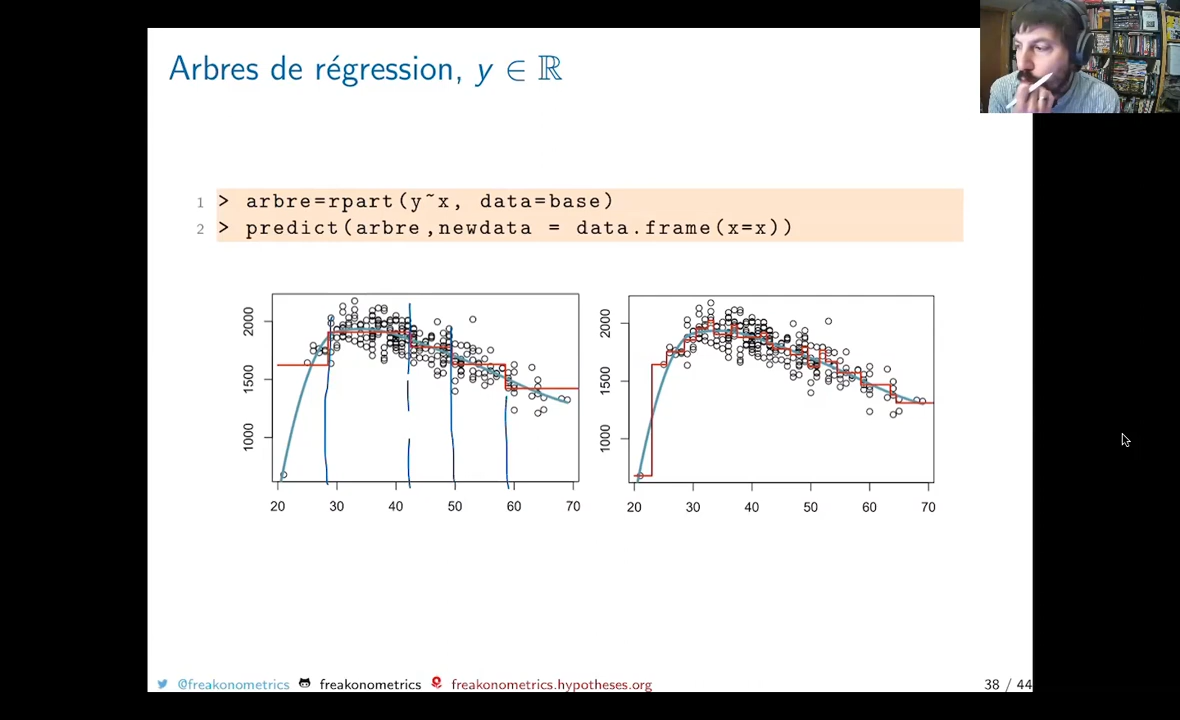 Arbres de régression, y ∈ ℝ
1 > arbre=rpart(y~x, data=base)
2 > predict(arbre,newdata = data.frame(x=x))
2000
1500
1000
20 30 40 50 60 70
2000
1500
1000
20 30 40 50 60 70
@freakonometrics freakonometrics freakonometrics.hypotheses.org 38 / 44